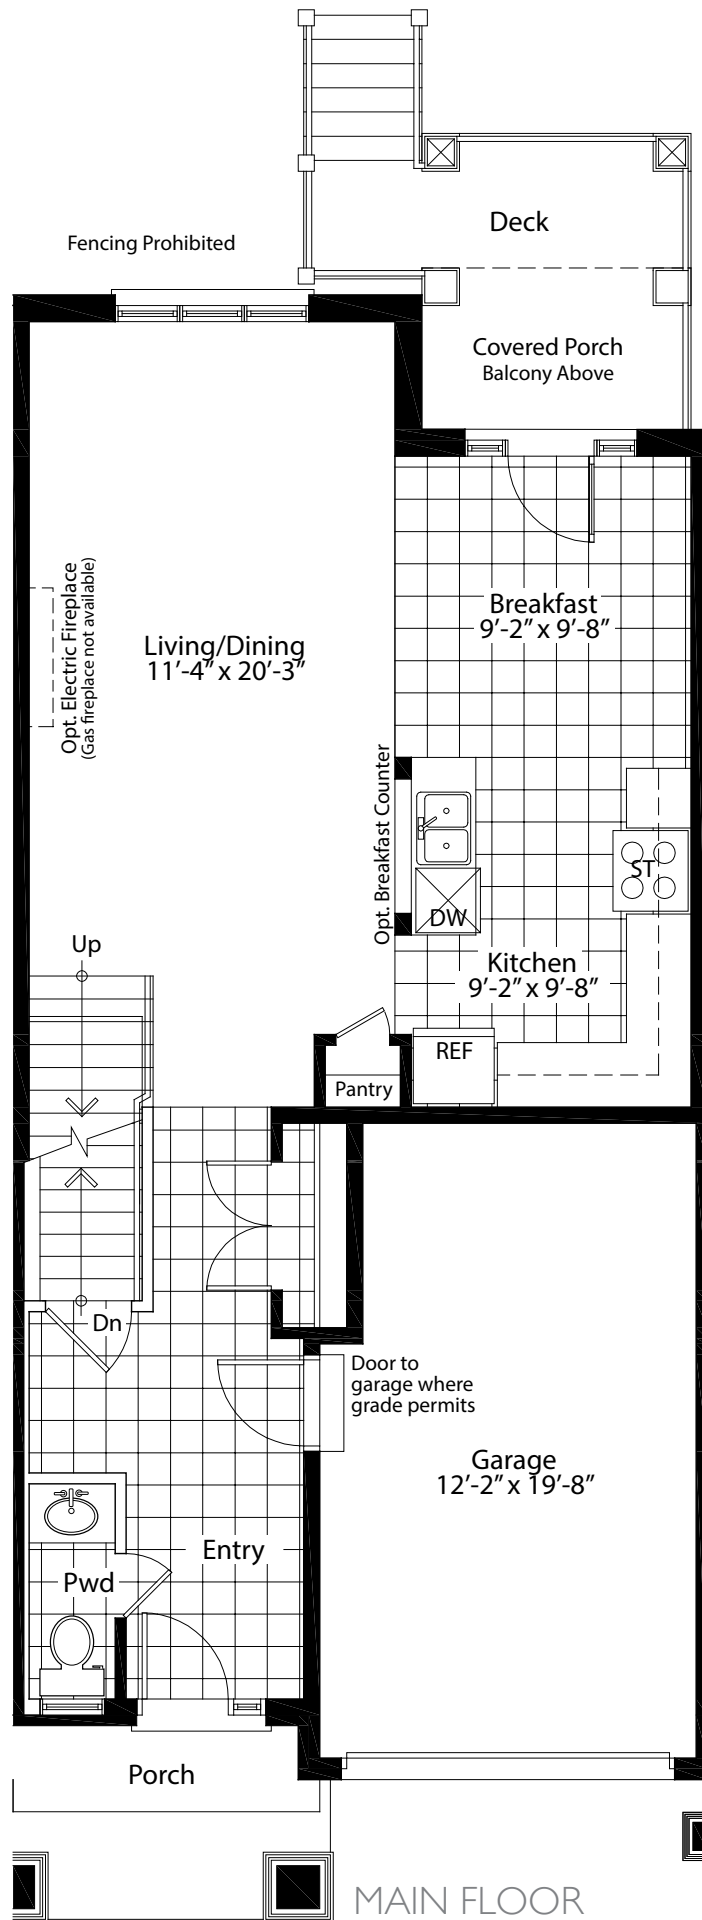 Deck
Fencing Prohibited
Covered Porch
Balcony Above
Opt. Electric Fireplace
(Gas fireplace not available)
Living/Dining
11’-4” x 20’-3”
Breakfast
9’-2” x 9’-8”
Opt. Breakfast Counter
ST
DW
Up
Kitchen
9’-2” x 9’-8”
REF
Pantry
Dn
Door to
garage where
grade permits
Garage
12’-2” x 19’-8”
Entry
Pwd
Porch
MAIN FLOOR